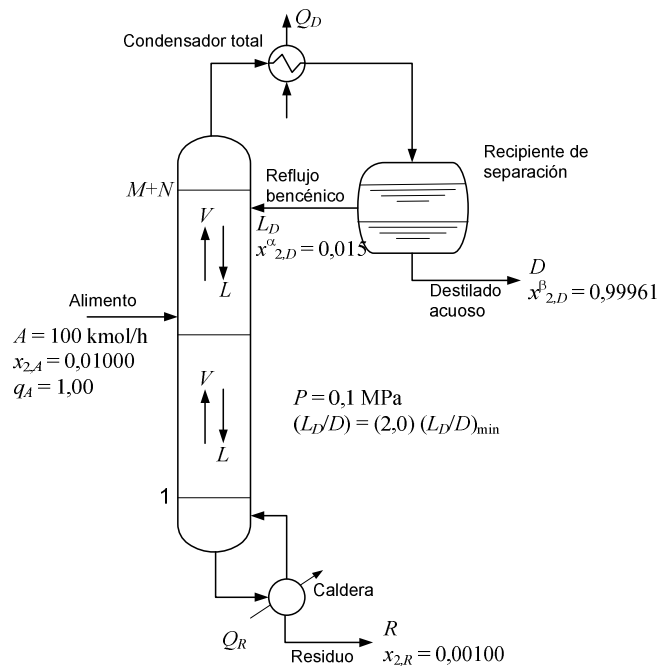 Q_D
Condensador total
Recipiente de
separación
M+N
Reflujo
bencénico
V
L_D
x^α_{2,D} = 0,015
L
D
x^β_{2,D} = 0,99961
Destilado
acuoso
Alimento
A = 100 kmol/h
x_{2,A} = 0,01000
q_A = 1,00
V
L
P = 0,1 MPa
(L_D/D) = (2,0) (L_D/D)_{min}
1
Caldera
Q_R
Residuo
R
x_{2,R} = 0,00100